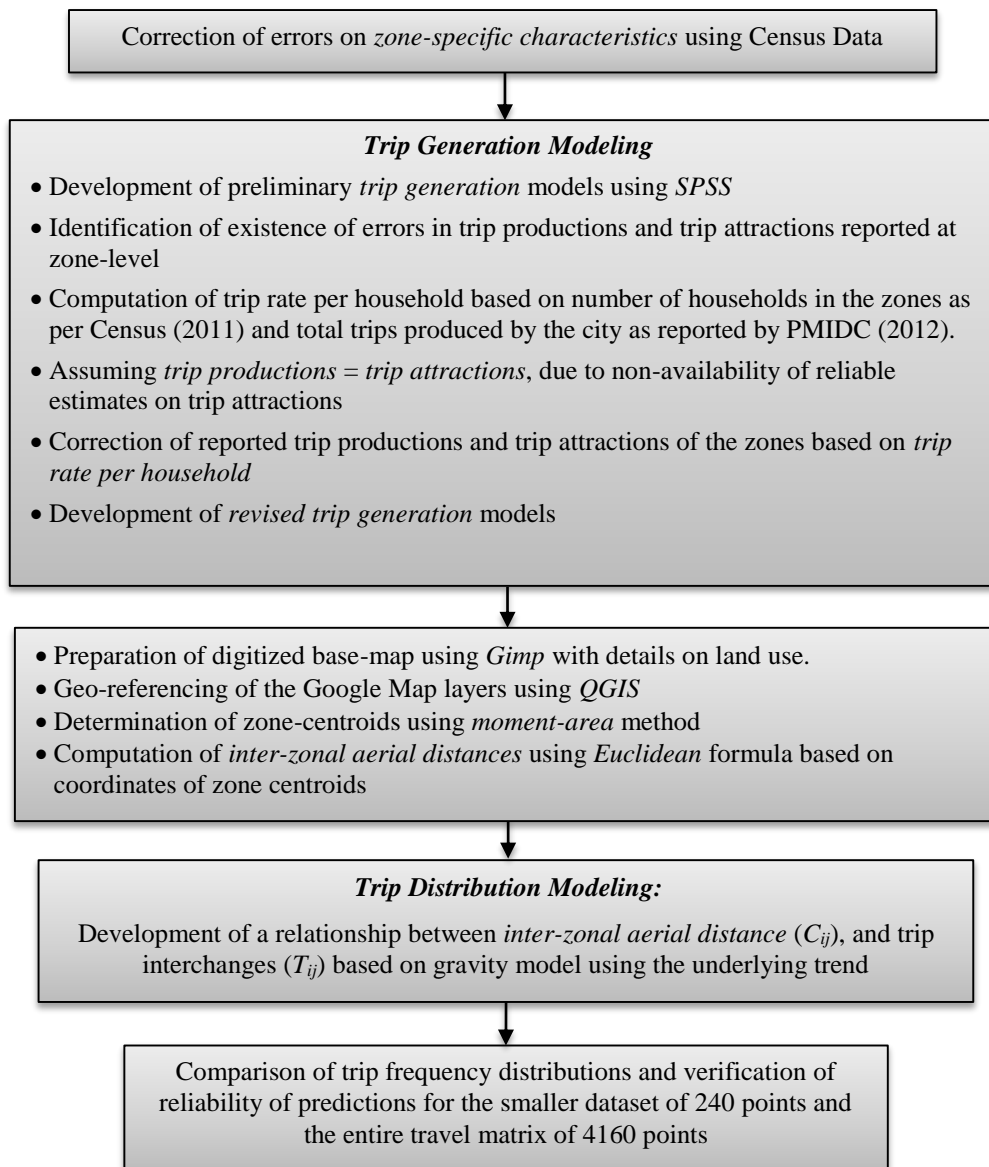 Correction of errors on zone-specific characteristics using Census Data
Trip Generation Modeling
• Development of preliminary trip generation models using SPSS
• Identification of existence of errors in trip productions and trip attractions reported at
zone-level
• Computation of trip rate per household based on number of households in the zones as
per Census (2011) and total trips produced by the city as reported by PMIDC (2012).
• Assuming trip productions = trip attractions, due to non-availability of reliable
estimates on trip attractions
• Correction of reported trip productions and trip attractions of the zones based on trip
rate per household
• Development of revised trip generation models
• Preparation of digitized base-map using Gimp with details on land use.
• Geo-referencing of the Google Map layers using QGIS
• Determination of zone-centroids using moment-area method
• Computation of inter-zonal aerial distances using Euclidean formula based on
coordinates of zone centroids
Trip Distribution Modeling:
Development of a relationship between inter-zonal aerial distance (Cij), and trip
interchanges (Tij) based on gravity model using the underlying trend
Comparison of trip frequency distributions and verification of
reliability of predictions for the smaller dataset of 240 points and
the entire travel matrix of 4160 points